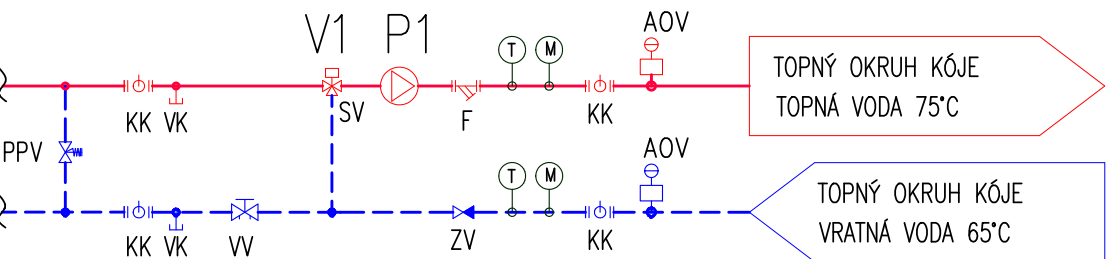 V1 P1
AOV
T M
TOPNÝ OKRUH KÓJE
TOPNÁ VODA 75°C
KK VK SV F KK
PPV
AOV
T M
TOPNÝ OKRUH KÓJE
VRATNÁ VODA 65°C
KK VK VV ZV KK